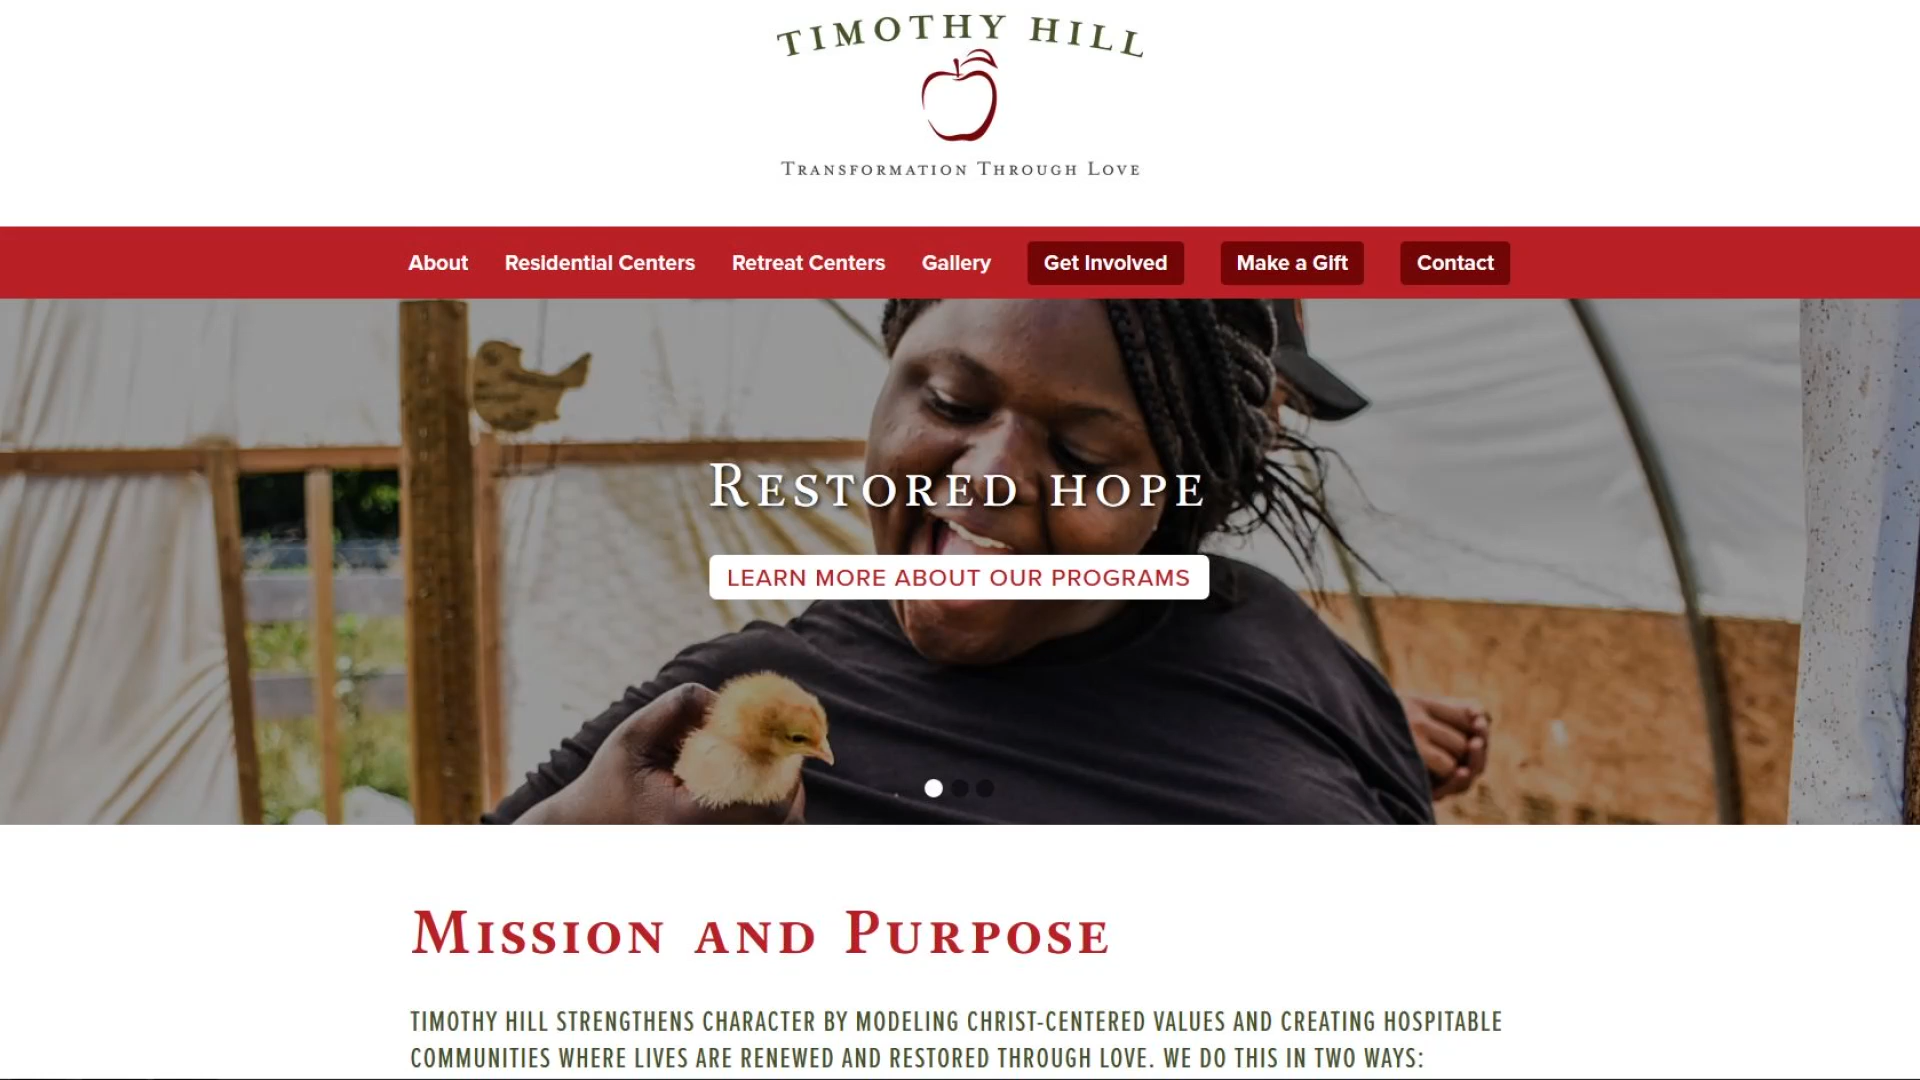 TIMOTHY HILL
Transformation Through Love
About Residential Centers Retreat Centers Gallery Get Involved Make a Gift Contact
Restored hope
LEARN MORE ABOUT OUR PROGRAMS
Mission and Purpose
TIMOTHY HILL STRENGTHENS CHARACTER BY MODELING CHRIST-CENTERED VALUES AND CREATING HOSPITABLE
COMMUNITIES WHERE LIVES ARE RENEWED AND RESTORED THROUGH LOVE. WE DO THIS IN TWO WAYS: